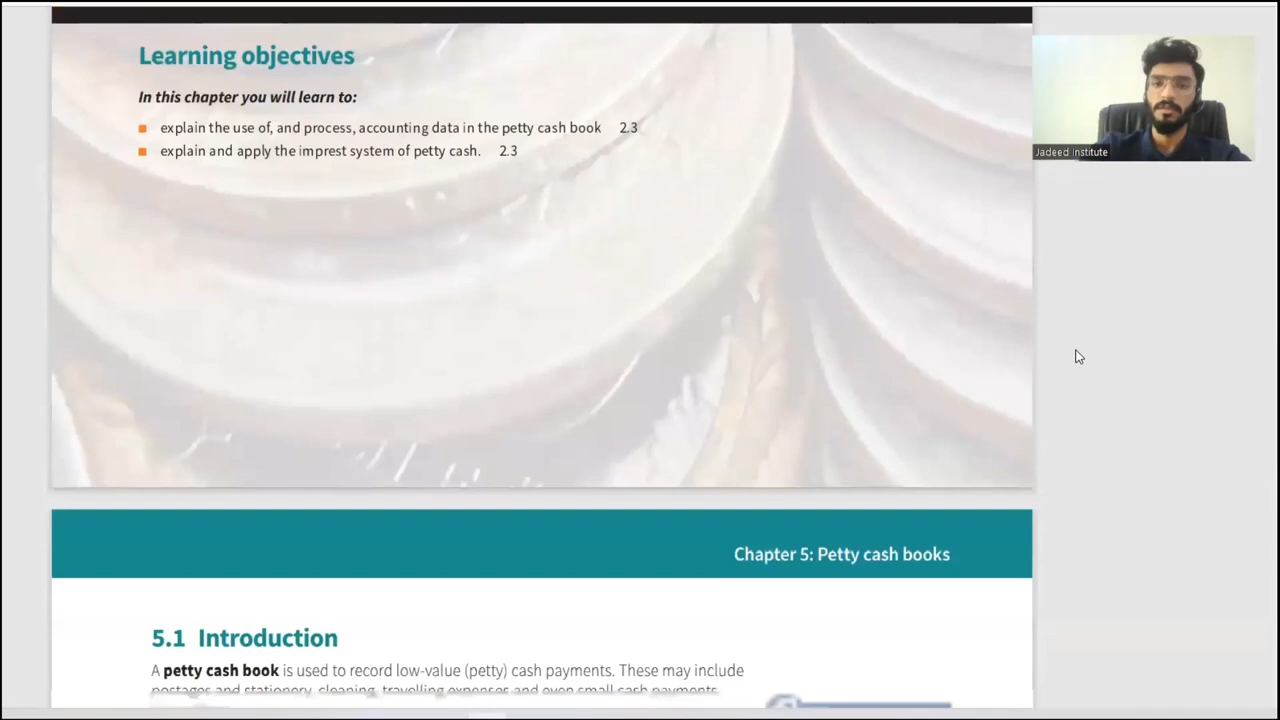 Learning objectives
In this chapter you will learn to:
explain the use of, and process, accounting data in the petty cash book 2.3
explain and apply the imprest system of petty cash. 2.3
Jadeed Institute
Chapter 5: Petty cash books
5.1 Introduction
A petty cash book is used to record low-value (petty) cash payments. These may include
postages and stationery, cleaning, travelling expenses and even small cash payments